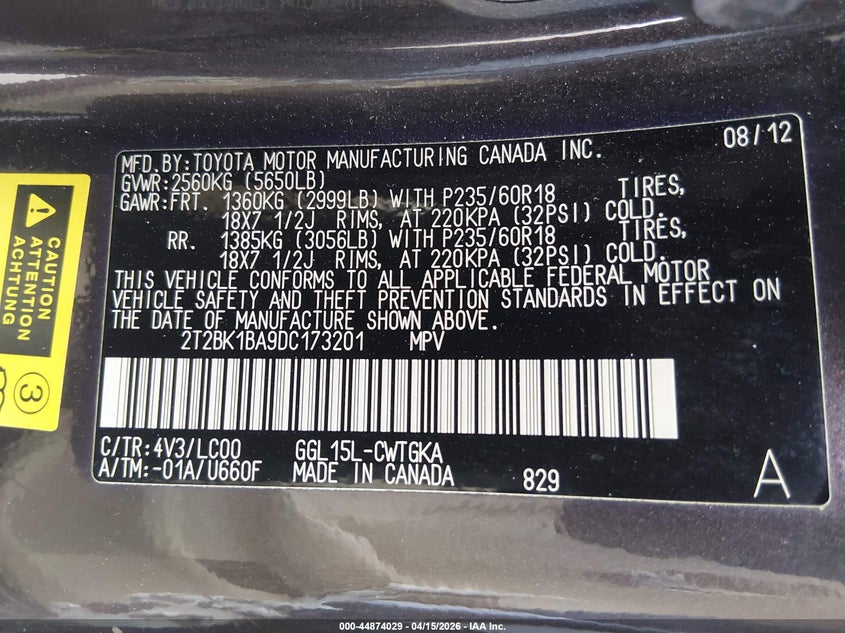 08/12
MFD.BY:TOYOTA MOTOR MANUFACTURING CANADA INC.
GVWR:2560KG (5650LB)
GAWR:FRT. 1360KG (2999LB) WITH P235/60R18 TIRES,
18X7 1/2J RIMS, AT 220KPA (32PSI) COLD.
RR. 1385KG (3056LB) WITH P235/60R18 TIRES,
18X7 1/2J RIMS, AT 220KPA (32PSI) COLD.
THIS VEHICLE CONFORMS TO ALL APPLICABLE FEDERAL MOTOR
VEHICLE SAFETY AND THEFT PREVENTION STANDARDS IN EFFECT ON
THE DATE OF MANUFACTURE SHOWN ABOVE.
2T2BK1BA9DC173201 MPV
C/TR:4V3/LC00 GGL15L-CWTGKA
A/TM:-01A/U660F MADE IN CANADA 829 A
CAUTION
ATTENTION
ACHTUNG
3
000-44874029 - 04/15/2026 - IAA Inc.